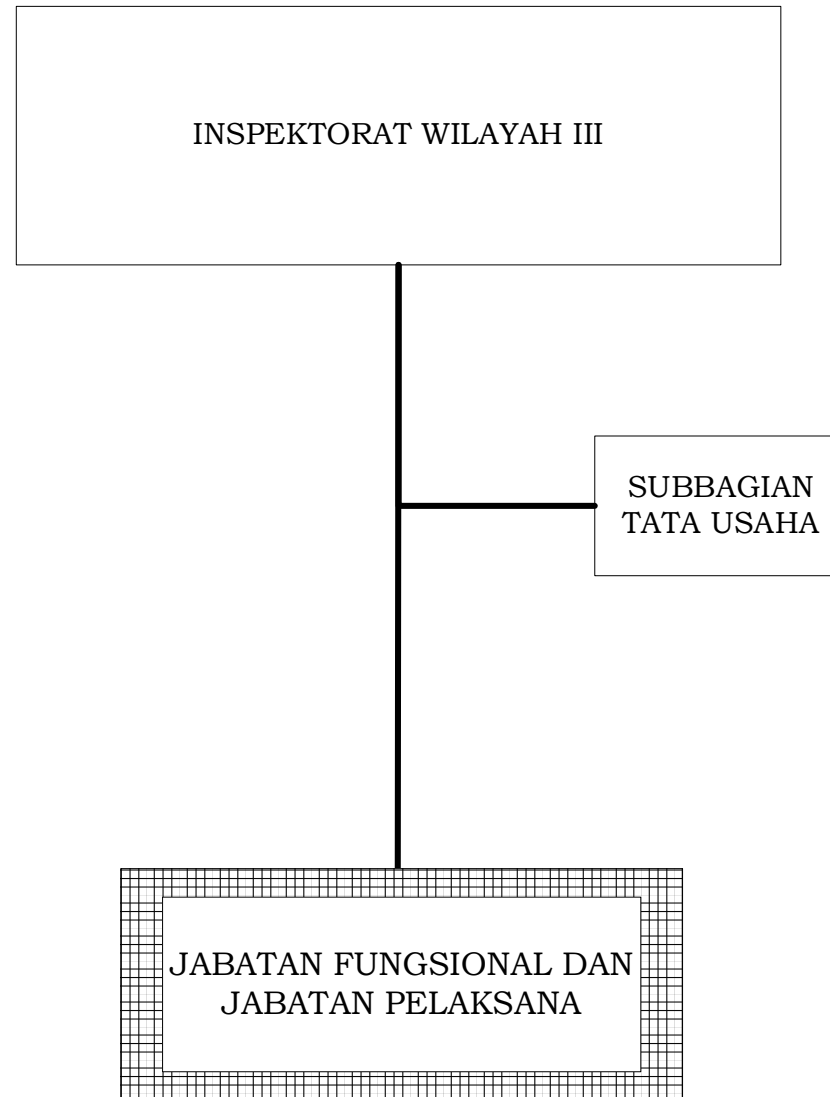 INSPEKTORAT WILAYAH III
SUBBAGIAN
TATA USAHA
JABATAN FUNGSIONAL DAN
JABATAN PELAKSANA